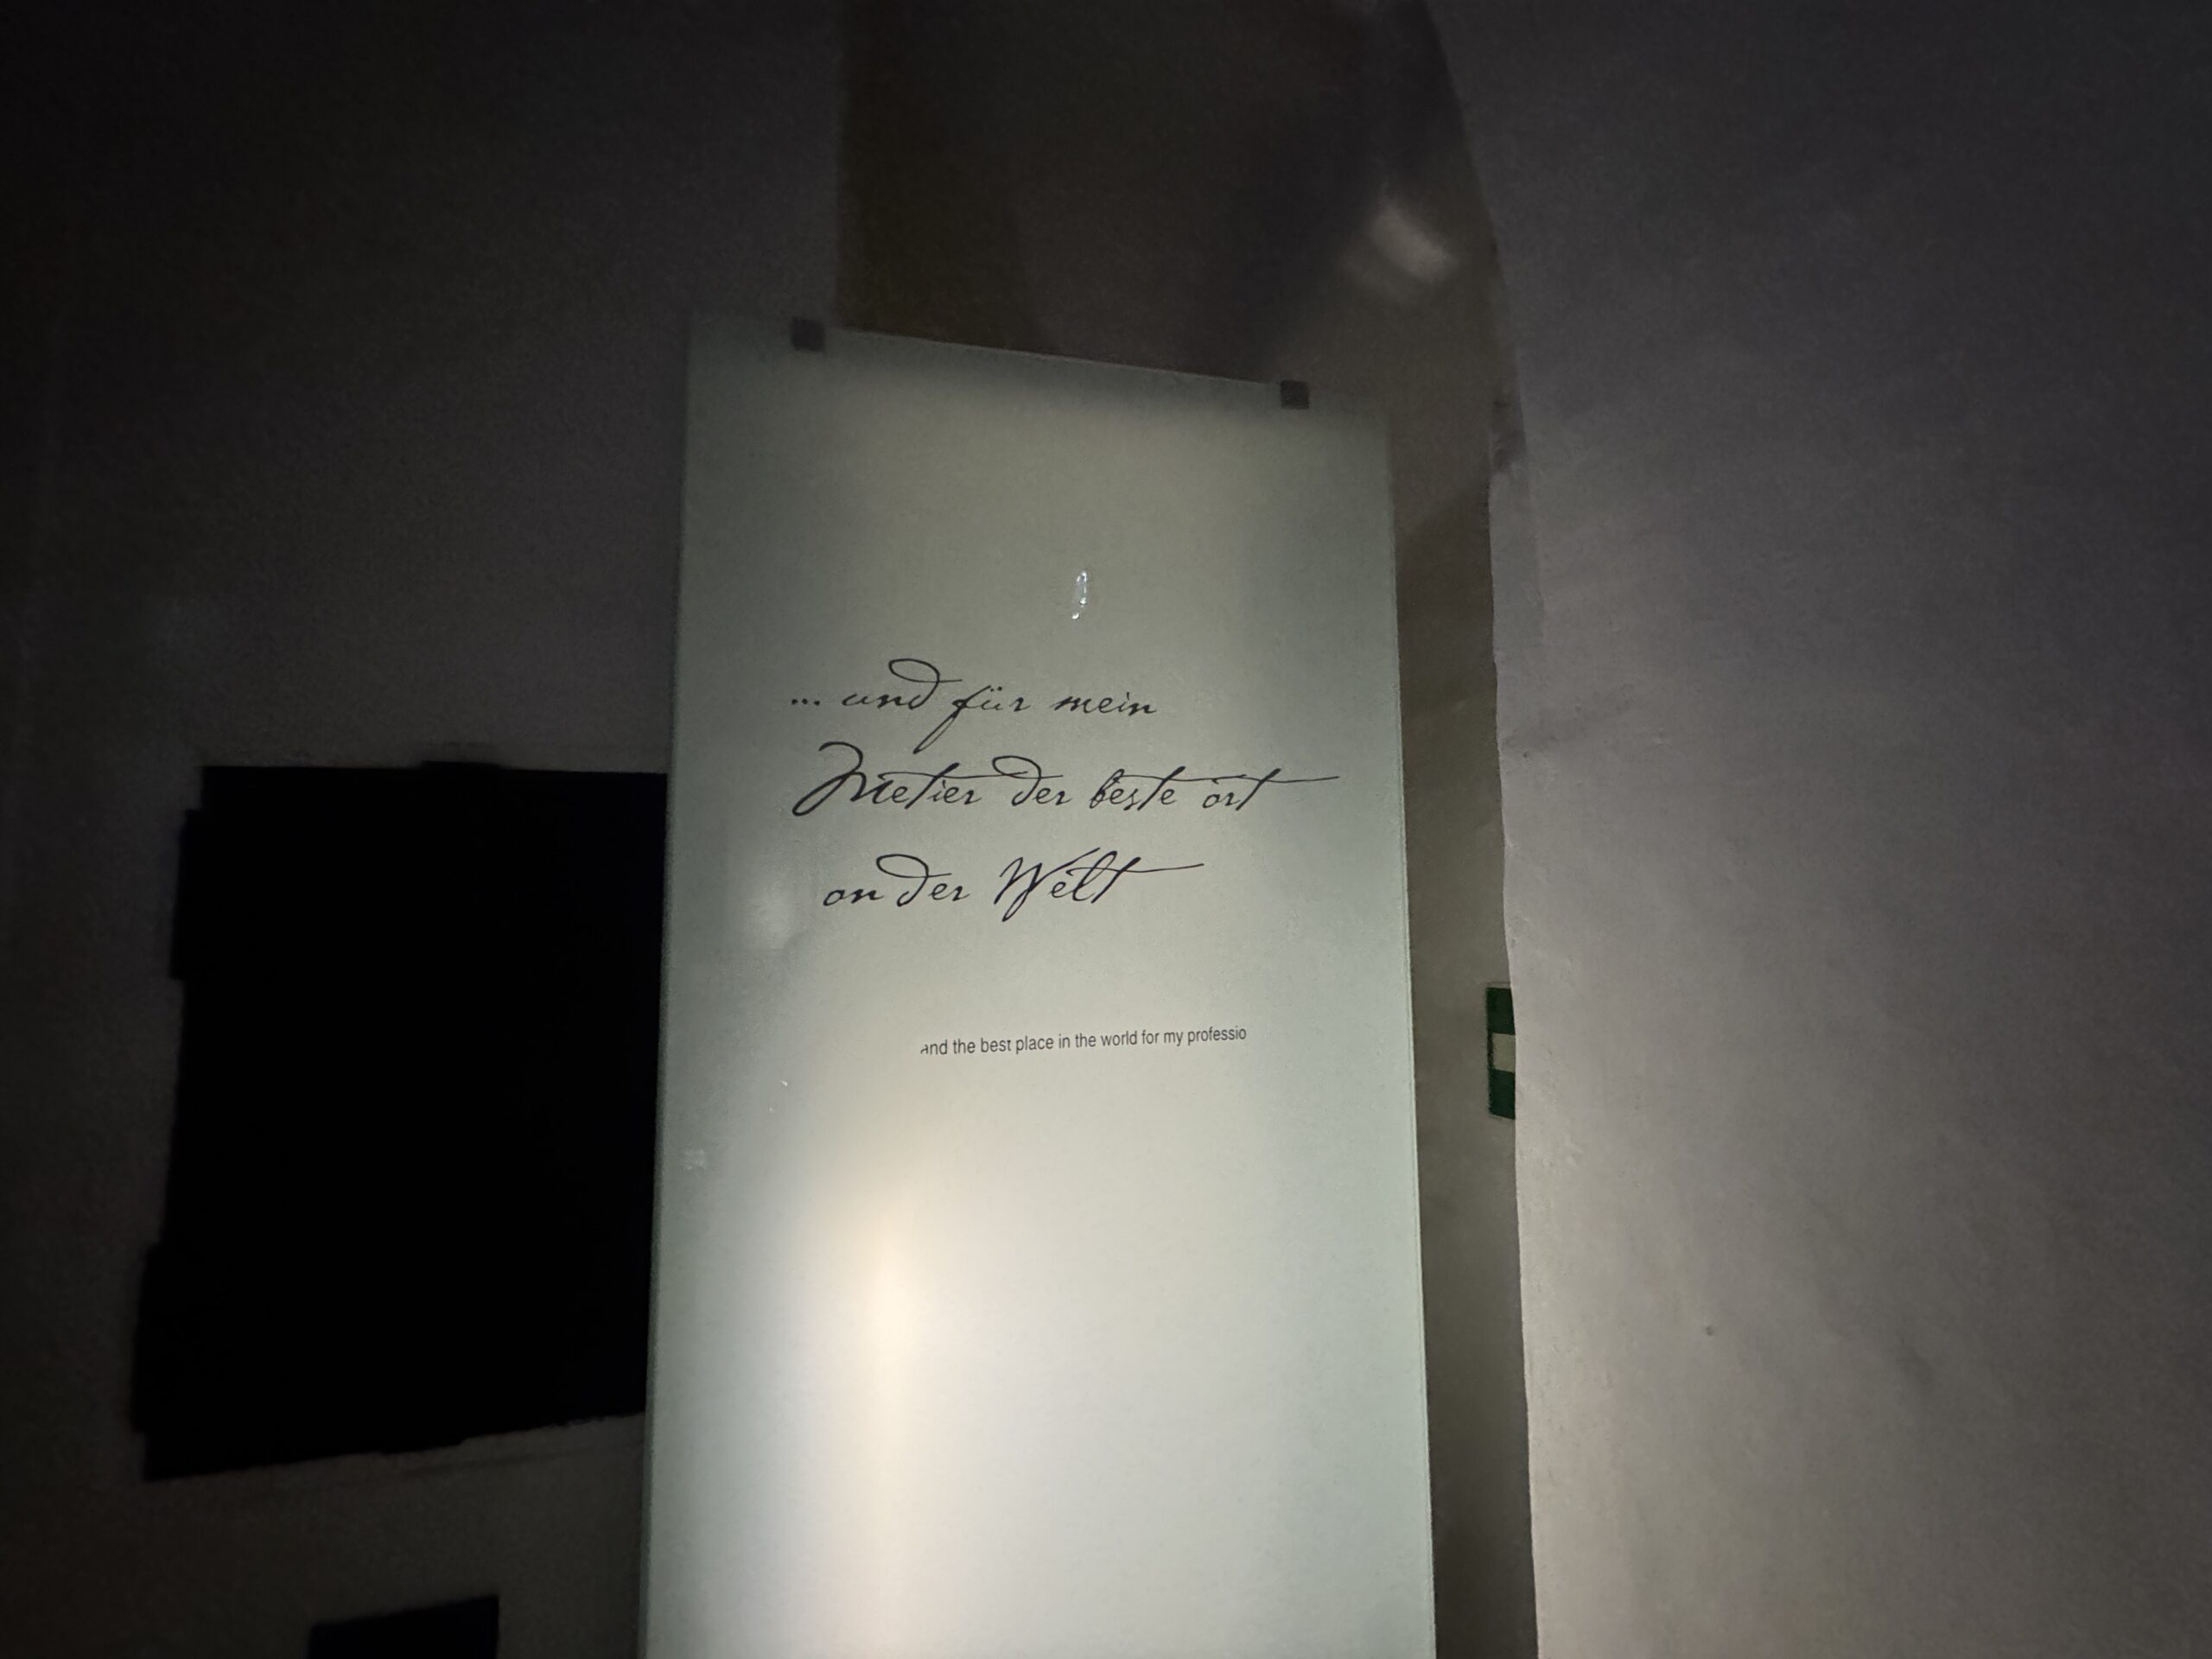 ... und für mein
Metier der beste ort
on der Welt
and the best place in the world for my professio